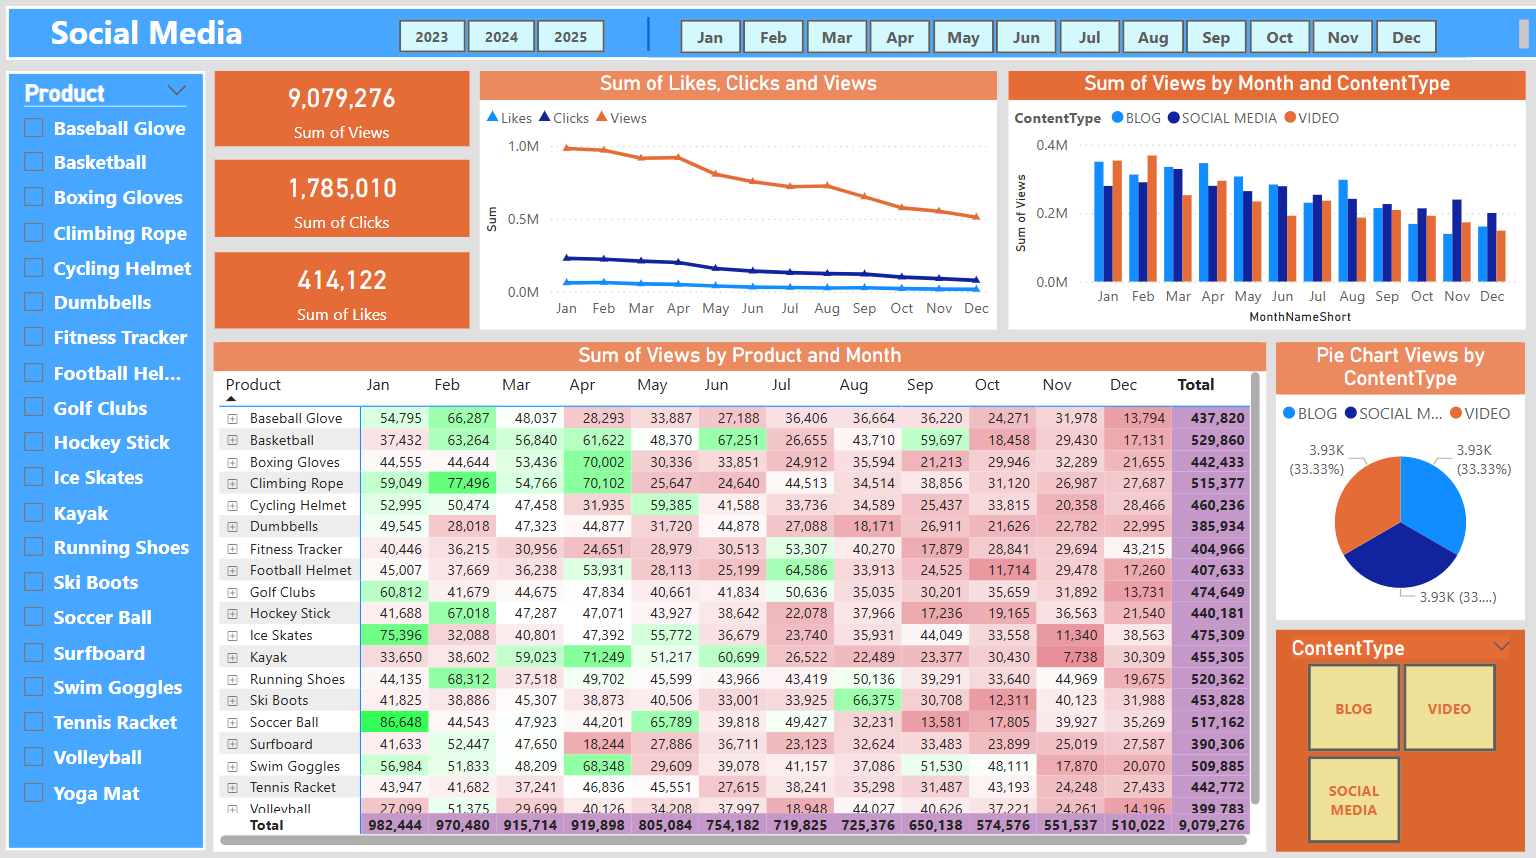 Social Media
2023 2024 2025
Jan Feb Mar Apr May Jun Jul Aug Sep Oct Nov Dec
Product
Baseball Glove
Basketball
Boxing Gloves
Climbing Rope
Cycling Helmet
Dumbbells
Fitness Tracker
Football Hel...
Golf Clubs
Hockey Stick
Ice Skates
Kayak
Running Shoes
Ski Boots
Soccer Ball
Surfboard
Swim Goggles
Tennis Racket
Volleyball
Yoga Mat
9,079,276
Sum of Views
1,785,010
Sum of Clicks
414,122
Sum of Likes
Sum of Likes, Clicks and Views
Likes Clicks Views
1.0M
0.5M
0.0M
Sum
Jan Feb Mar Apr May Jun Jul Aug Sep Oct Nov Dec
Sum of Views by Month and ContentType
ContentType BLOG SOCIAL MEDIA VIDEO
0.4M
0.2M
0.0M
Sum of Views
Jan Feb Mar Apr May Jun Jul Aug Sep Oct Nov Dec
MonthNameShort
Sum of Views by Product and Month
Product Jan Feb Mar Apr May Jun Jul Aug Sep Oct Nov Dec Total
Baseball Glove 54,795 66,287 48,037 28,293 33,887 27,188 36,406 36,664 36,220 24,271 31,978 13,794 437,820
Basketball 37,432 63,264 56,840 61,622 48,370 67,251 26,655 43,710 59,697 18,458 29,430 17,131 529,860
Boxing Gloves 44,555 44,644 53,436 70,002 30,336 33,851 24,912 35,594 21,213 29,946 32,289 21,655 442,433
Climbing Rope 59,049 77,496 54,766 70,102 25,647 24,640 44,513 34,514 38,856 31,120 26,987 27,687 515,377
Cycling Helmet 52,995 50,474 47,458 31,935 59,385 41,588 33,736 34,589 25,437 33,815 20,358 28,466 460,236
Dumbbells 49,545 28,018 47,323 44,877 31,720 44,878 27,088 18,171 26,911 21,626 22,782 22,995 385,934
Fitness Tracker 40,446 36,215 30,956 24,651 28,979 30,513 53,307 40,270 17,879 28,841 29,694 43,215 404,966
Football Helmet 45,007 37,669 36,238 53,931 28,113 25,199 64,586 33,913 24,525 11,714 29,478 17,260 407,633
Golf Clubs 60,812 41,679 44,675 47,834 40,661 41,834 50,636 35,035 30,201 35,659 31,892 13,731 474,649
Hockey Stick 41,688 67,018 47,287 47,071 43,927 38,642 22,078 37,966 17,236 19,165 36,563 21,540 440,181
Ice Skates 75,396 32,088 40,801 47,392 55,772 36,679 23,740 35,931 44,049 33,558 11,340 38,563 475,309
Kayak 33,650 38,602 59,023 71,249 51,217 60,699 26,522 22,489 23,377 30,430 7,738 30,309 455,305
Running Shoes 44,135 68,312 37,518 49,702 45,599 43,966 43,419 50,136 39,291 33,640 44,969 19,675 520,362
Ski Boots 41,825 38,886 45,307 38,873 40,506 33,001 33,925 66,375 30,708 12,311 40,123 31,988 453,828
Soccer Ball 86,648 44,543 47,923 44,201 65,789 39,818 49,427 32,231 13,581 17,805 39,927 35,269 517,162
Surfboard 41,633 52,447 47,650 18,244 27,886 36,711 23,123 32,624 33,483 23,899 25,019 27,587 390,306
Swim Goggles 56,984 51,833 48,209 68,348 29,609 39,078 41,157 37,086 51,530 48,111 17,870 20,070 509,885
Tennis Racket 43,947 41,682 37,241 46,836 45,551 27,615 38,241 35,298 31,487 43,193 24,248 27,433 442,772
Volleyball 27,099 51,375 29,699 40,126 34,208 37,997 18,948 44,027 40,626 37,221 24,261 14,196 399,783
Total 982,444 970,480 915,714 919,898 805,084 754,182 719,825 725,376 650,138 574,576 551,537 510,022 9,079,276
Pie Chart Views by
ContentType
BLOG SOCIAL M... VIDEO
3.93K
(33.33%)
3.93K
(33.33%)
3.93K (33....)
ContentType
BLOG
VIDEO
SOCIAL
MEDIA